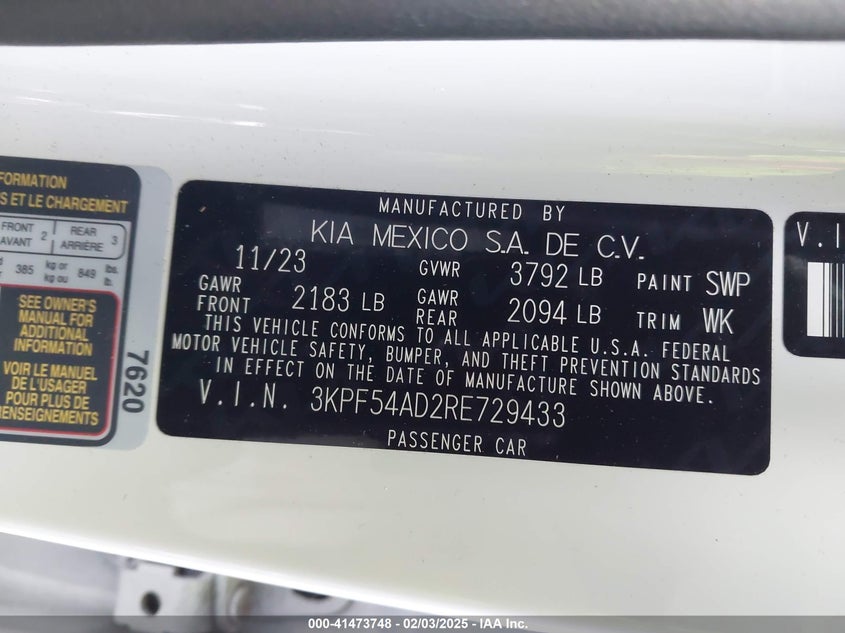 FORMATION
S ET LE CHARGEMENT
FRONT AVANT 2 REAR ARRIÈRE 3
385 kg or kg ou 849 lbs. lb.
SEE OWNER'S
MANUAL FOR
ADDITIONAL
INFORMATION
VOIR LE MANUEL
DE L'USAGER
POUR PLUS DE
RENSEIGNEMENTS
7620
MANUFACTURED BY
KIA MEXICO S.A. DE C.V.
11/23 GVWR 3792 LB PAINT SWP
GAWR FRONT 2183 LB GAWR REAR 2094 LB TRIM WK
THIS VEHICLE CONFORMS TO ALL APPLICABLE U.S.A. FEDERAL
MOTOR VEHICLE SAFETY, BUMPER, AND THEFT PREVENTION STANDARDS
IN EFFECT ON THE DATE OF MANUFACTURE SHOWN ABOVE.
V.I.N. 3KPF54AD2RE729433
PASSENGER CAR
V.I
000-41473748 - 02/03/2025 - IAA Inc.